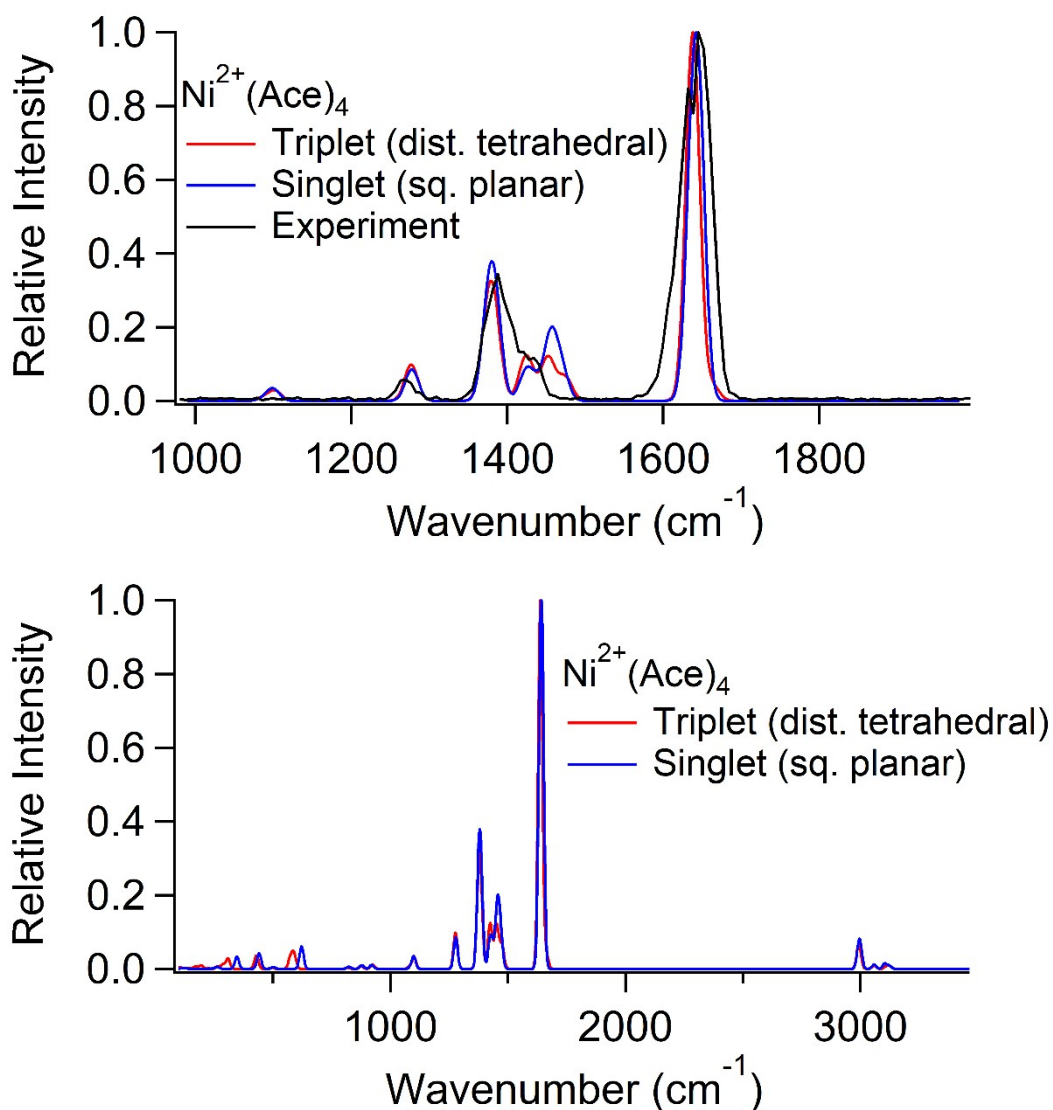 Relative Intensity
1.0
0.8
0.6
0.4
0.2
0.0
Ni²⁺(Ace)₄
Triplet (dist. tetrahedral)
Singlet (sq. planar)
Experiment
1000 1200 1400 1600 1800
Wavenumber (cm⁻¹)
Relative Intensity
1.0
0.8
0.6
0.4
0.2
0.0
Ni²⁺(Ace)₄
Triplet (dist. tetrahedral)
Singlet (sq. planar)
1000 2000 3000
Wavenumber (cm⁻¹)